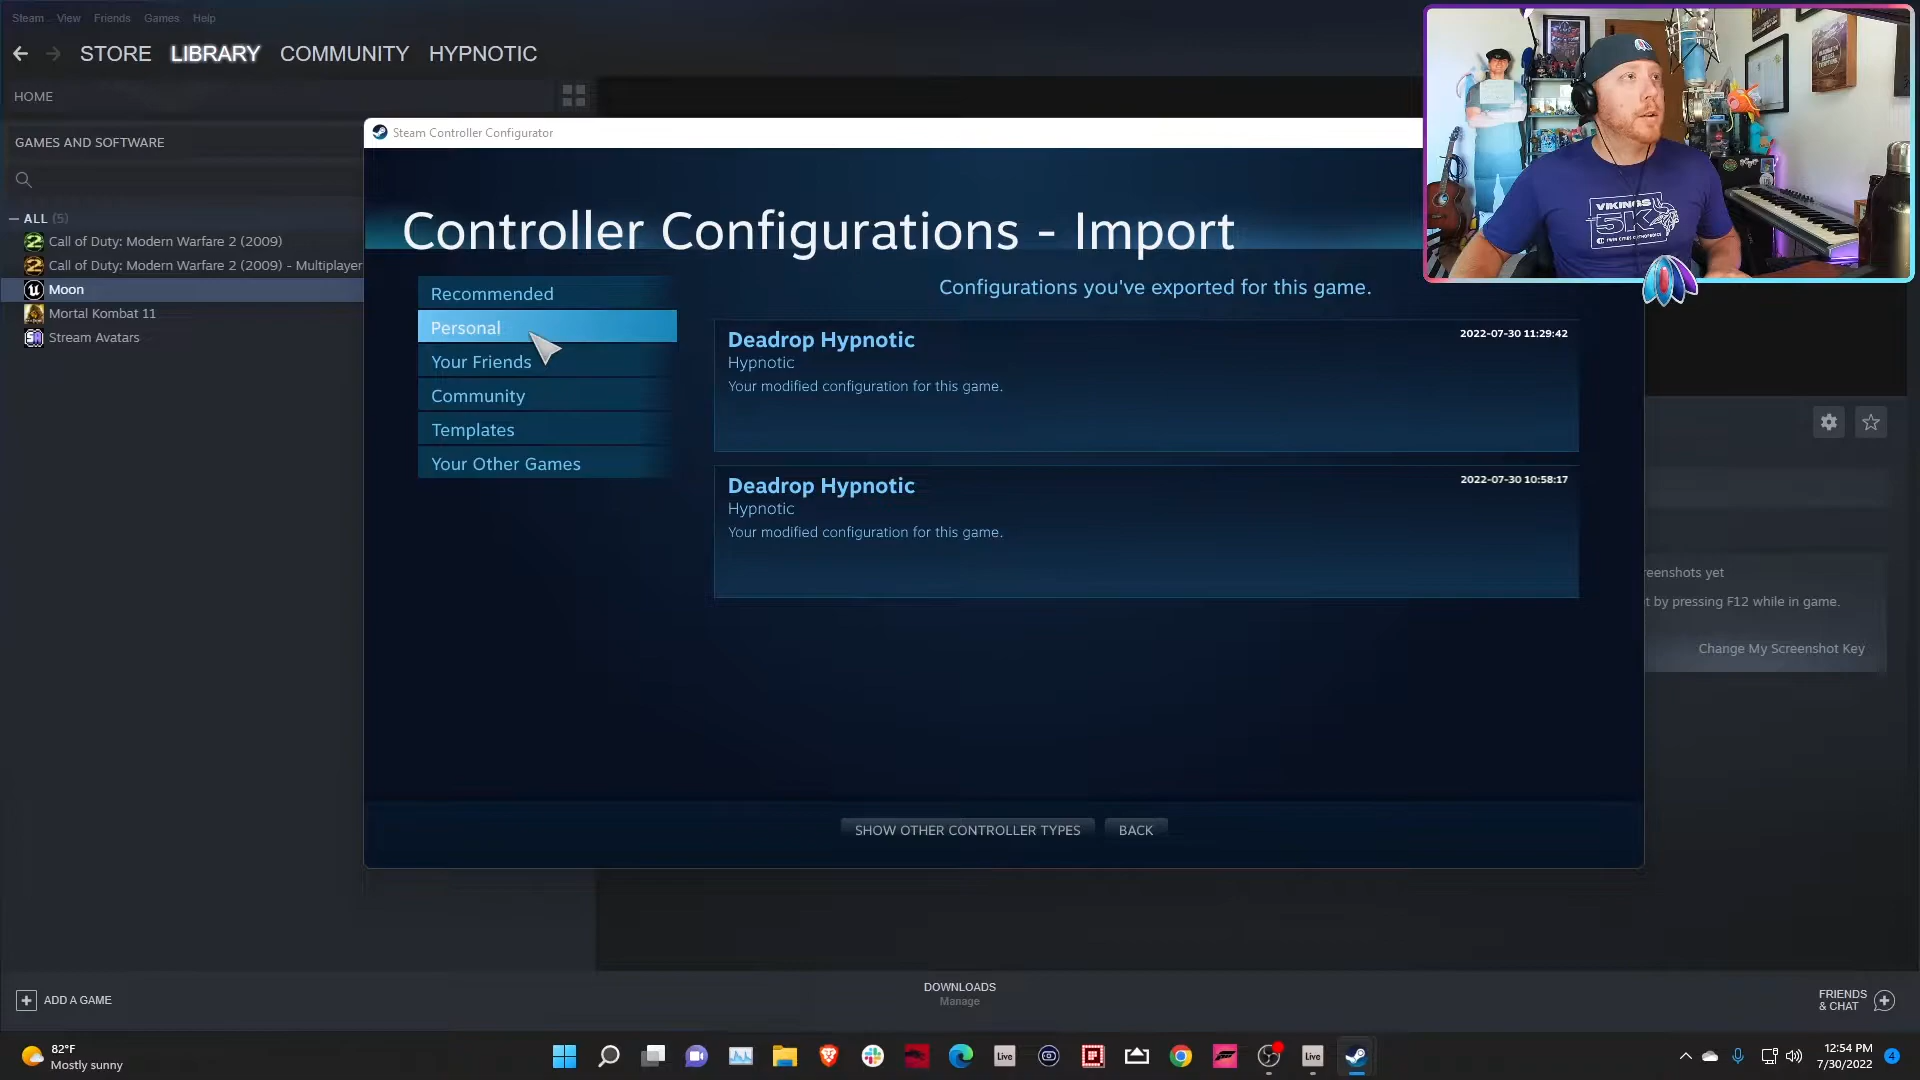 Steam View Friends Games Help
STORE LIBRARY COMMUNITY HYPNOTIC
HOME
GAMES AND SOFTWARE
ALL (5)
Call of Duty: Modern Warfare 2 (2009)
Call of Duty: Modern Warfare 2 (2009) - Multiplayer
Moon
Mortal Kombat 11
Stream Avatars
Steam Controller Configurator
Controller Configurations - Import
Recommended
Personal
Your Friends
Community
Templates
Your Other Games
Configurations you've exported for this game.
Deadrop Hypnotic 2022-07-30 11:29:42
Hypnotic
Your modified configuration for this game.
Deadrop Hypnotic 2022-07-30 10:58:17
Hypnotic
Your modified configuration for this game.
SHOW OTHER CONTROLLER TYPES BACK
VIKINGS
5K
reenshots yet
t by pressing F12 while in game.
Change My Screenshot Key
ADD A GAME
DOWNLOADS
Manage
FRIENDS
& CHAT
82°F
Mostly sunny
Live
Live
12:54 PM
7/30/2022
4